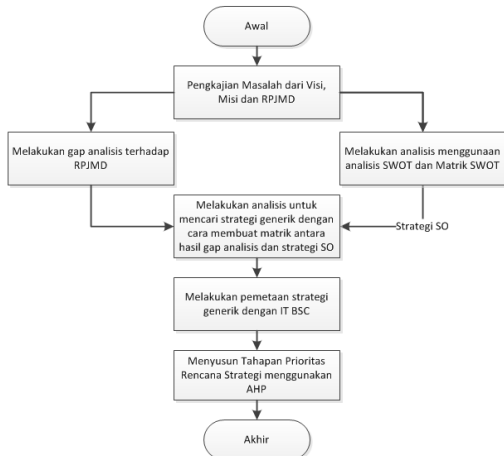 Awal
Pengkajian Masalah dari Visi,
Misi dan RPJMD
Melakukan gap analisis terhadap
RPJMD
Melakukan analisis menggunaan
analisis SWOT dan Matrik SWOT
Melakukan analisis untuk
mencari strategi generik dengan
cara membuat matrik antara
hasil gap analisis dan strategi SO
Strategi SO
Melakukan pemetaan strategi
generik dengan IT BSC
Menyusun Tahapan Prioritas
Rencana Strategi menggunakan
AHP
Akhir